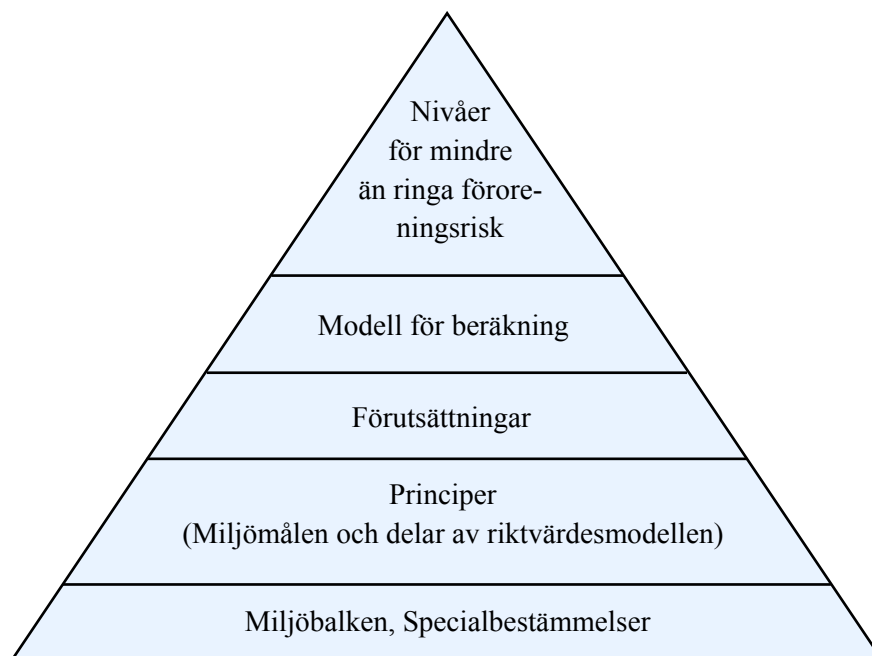 Nivåer
för mindre
än ringa förore-
ningsrisk
Modell för beräkning
Förutsättningar
Principer
(Miljömålen och delar av riktvärdesmodellen)
Miljöbalken, Specialbestämmelser